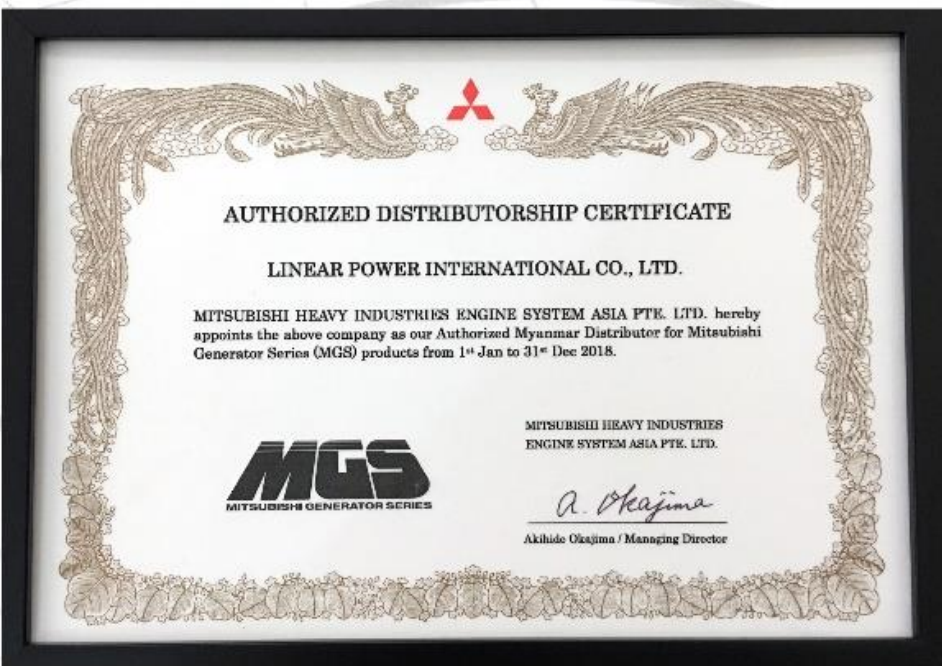 AUTHORIZED DISTRIBUTORSHIP CERTIFICATE
LINEAR POWER INTERNATIONAL CO., LTD.
MITSUBISHI HEAVY INDUSTRIES ENGINE SYSTEM ASIA PTE. LTD. hereby
appoints the above company as our Authorized Myanmar Distributor for Mitsubishi
Generator Series (MGS) products from 1st Jan to 31st Dec 2018.
MGS
MITSUBISHI GENERATOR SERIES
MITSUBISHI HEAVY INDUSTRIES
ENGINE SYSTEM ASIA PTE. LTD.
a. Okajima
Akihide Okajima / Managing Director